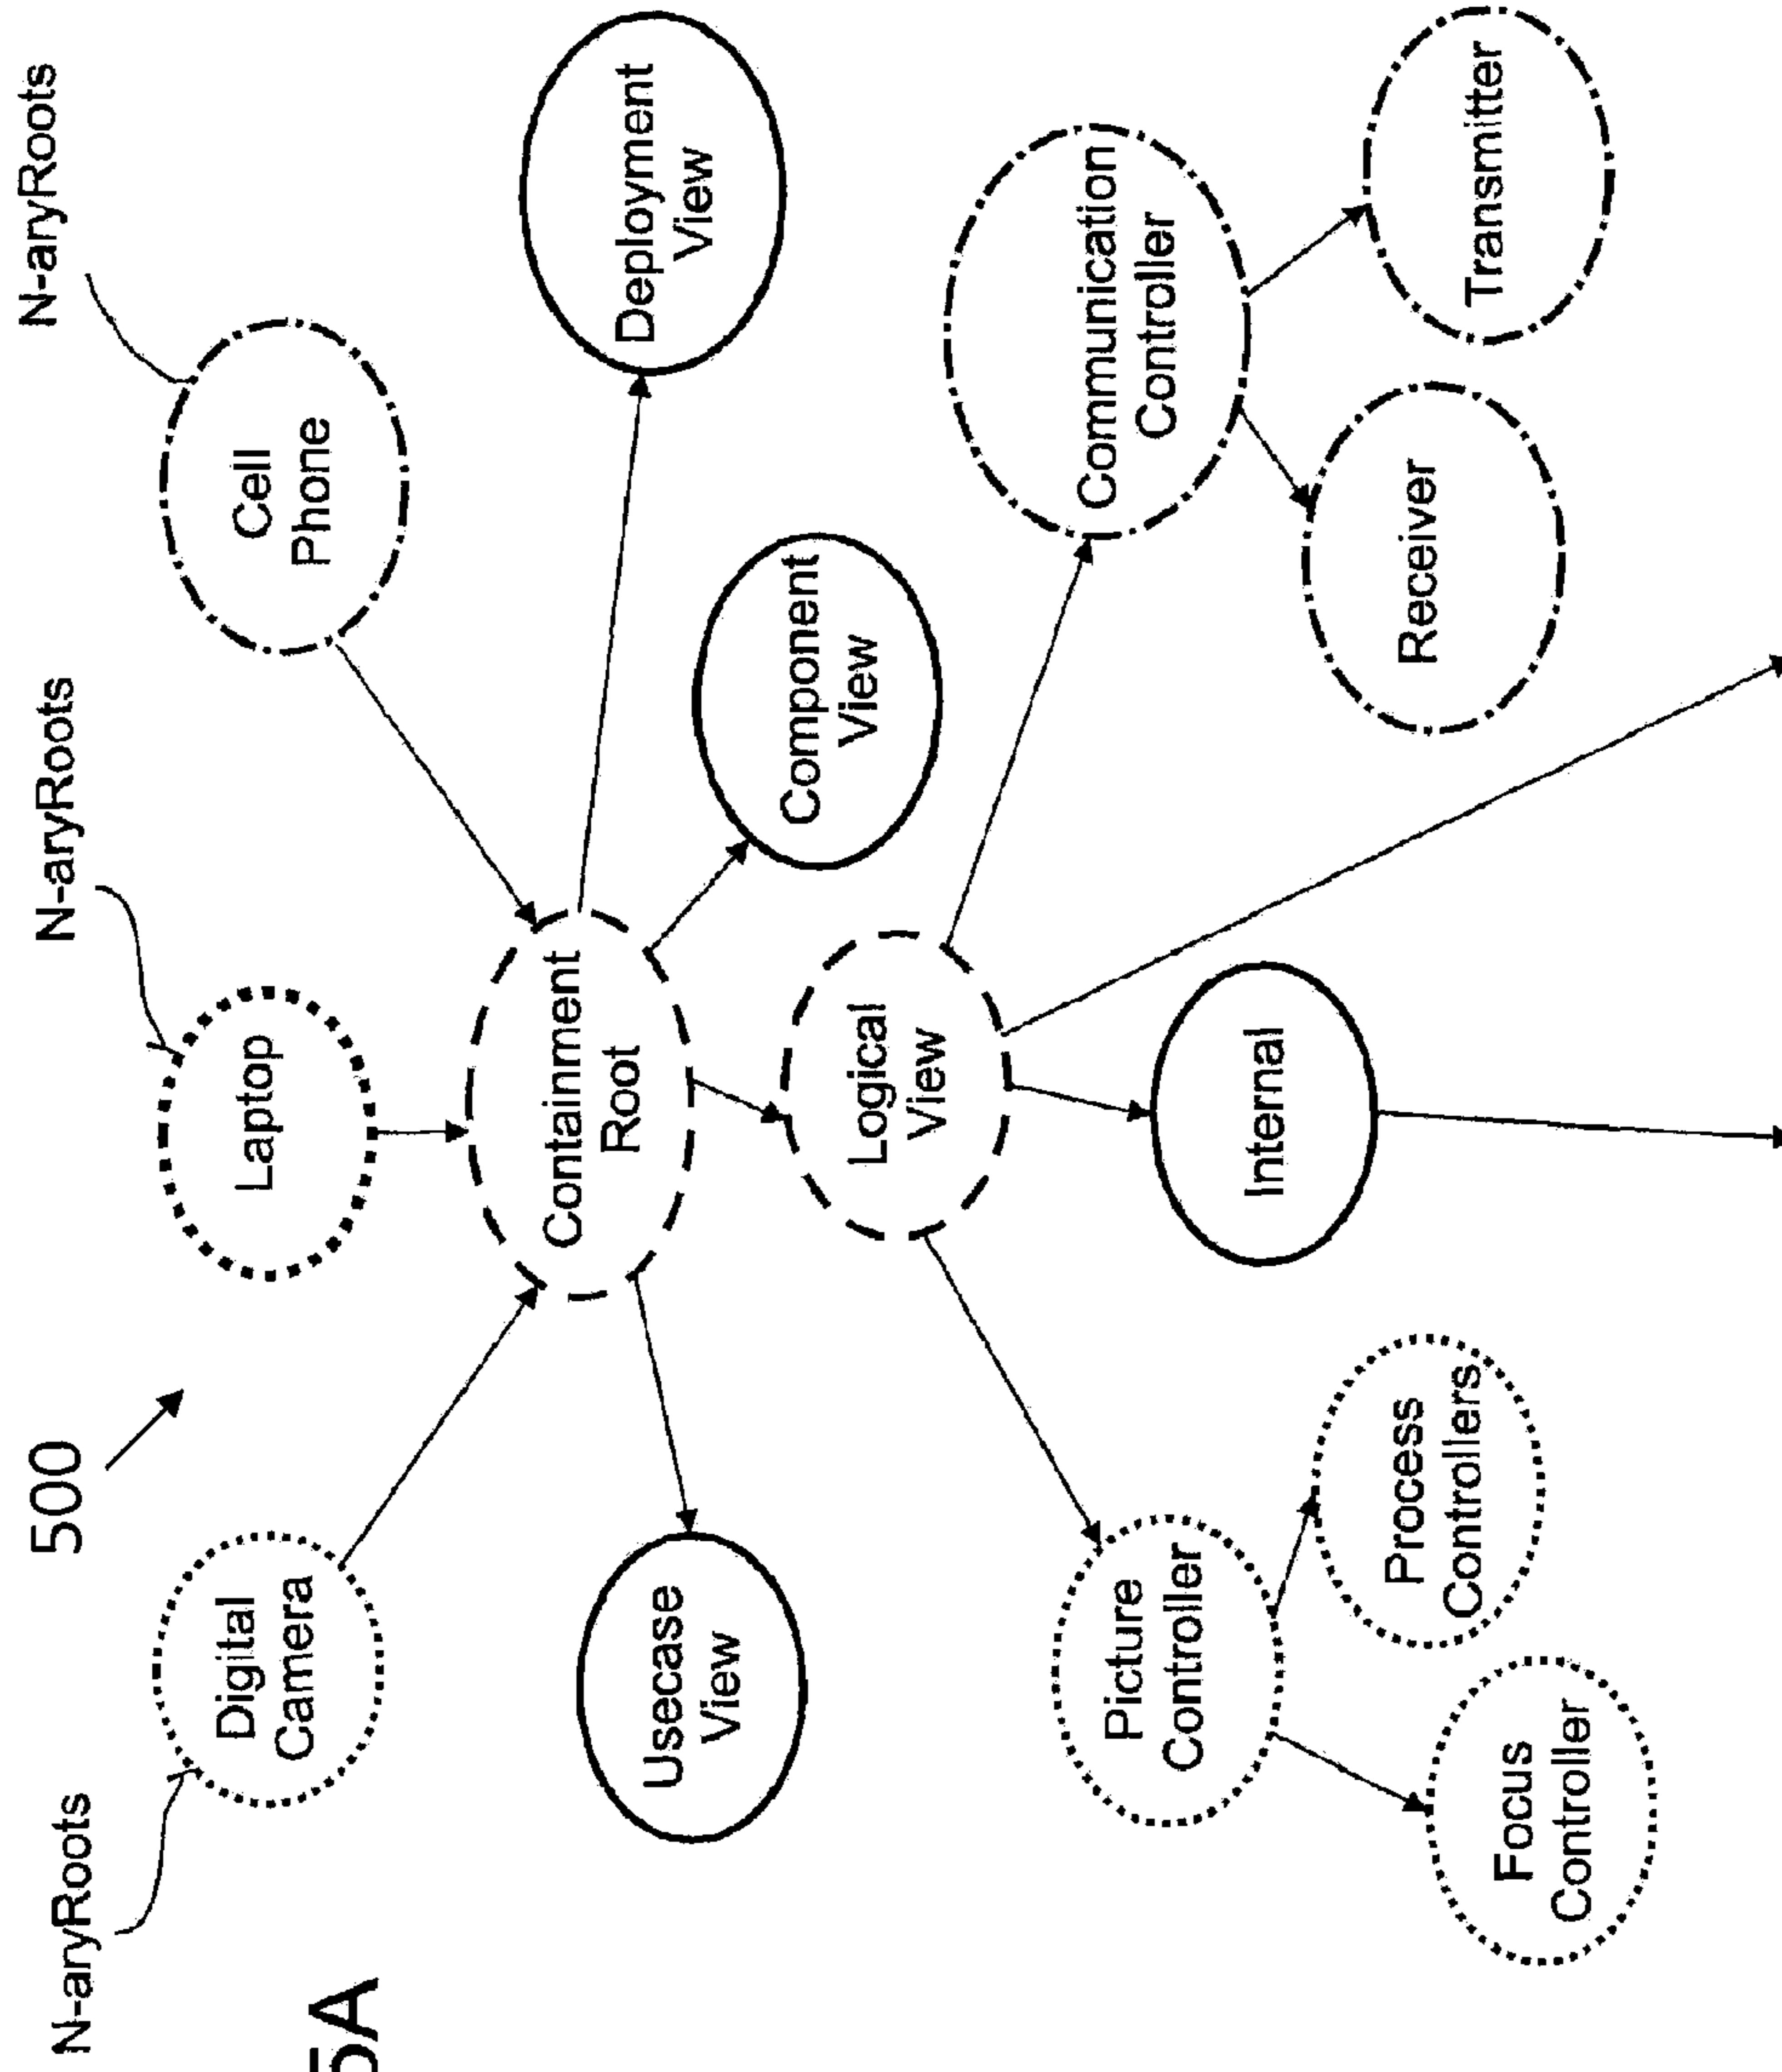 N-aryRoots
500
N-aryRoots
N-aryRoots
5A
Digital
Camera
Laptop
Cell
Phone
Containment
Root
Usecase
View
Deployment
View
Component
View
Logical
View
Picture
Controller
Internal
Communication
Controller
Process
Controllers
Receiver
Focus
Controller
Transmitter